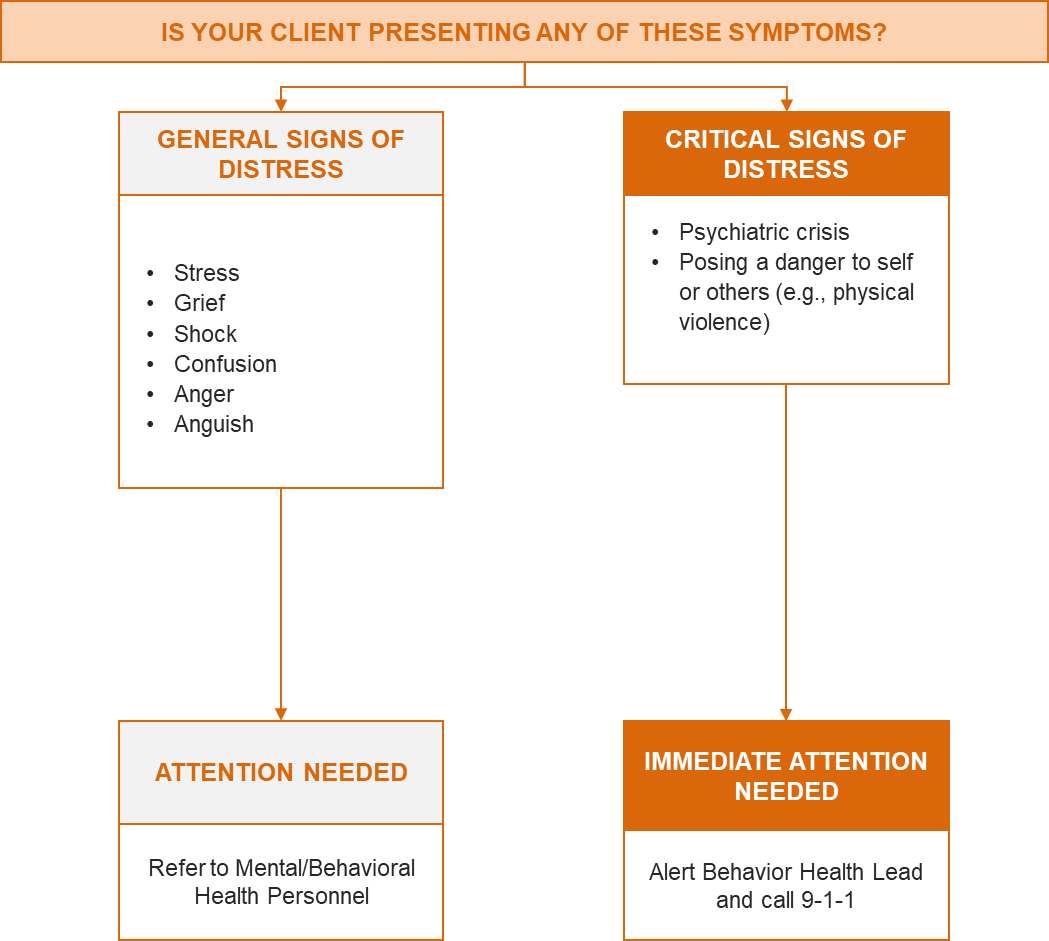 IS YOUR CLIENT PRESENTING ANY OF THESE SYMPTOMS?
GENERAL SIGNS OF
DISTRESS
• Stress
• Grief
• Shock
• Confusion
• Anger
• Anguish
ATTENTION NEEDED
Refer to Mental/Behavioral
Health Personnel
CRITICAL SIGNS OF
DISTRESS
• Psychiatric crisis
• Posing a danger to self
or others (e.g., physical
violence)
IMMEDIATE ATTENTION
NEEDED
Alert Behavior Health Lead
and call 9-1-1